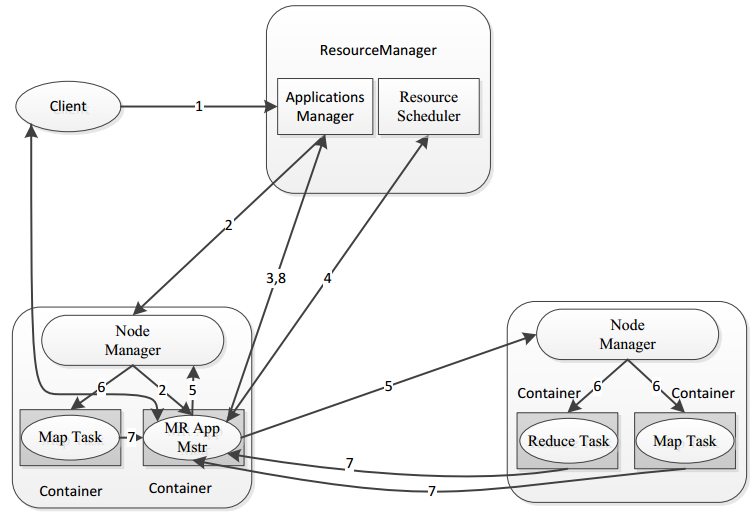 ResourceManager
Applications
Manager
Resource
Scheduler
Client
1
2
3,8
4
Node
Manager
6
2
5
Map Task
7
MR App
Mstr
Container
Container
5
Node
Manager
Container
6
6
Container
Reduce Task
Map Task
7
7